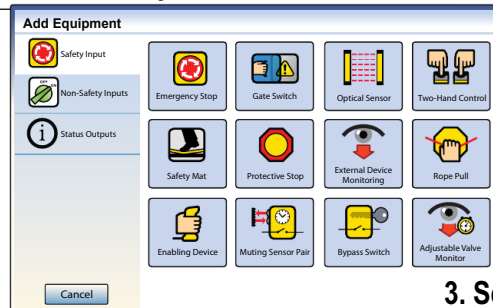 Add Equipment
Safety Input
Non-Safety Inputs
Status Outputs
Emergency Stop
Gate Switch
Optical Sensor
Two-Hand Control
Safety Mat
Protective Stop
External Device
Monitoring
Rope Pull
Enabling Device
Muting Sensor Pair
Bypass Switch
Adjustable Valve
Monitor
Cancel
3.